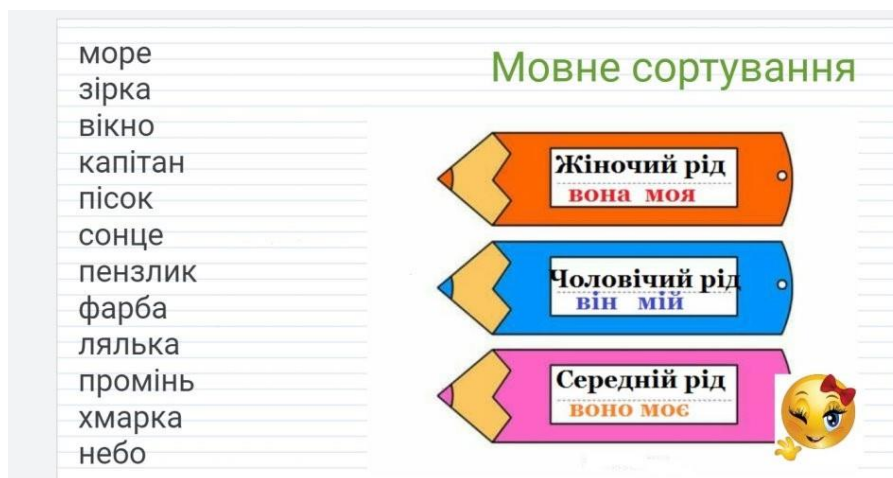 море
зірка
вікно
капітан
пісок
сонце
пензлик
фарба
лялька
промінь
хмарка
небо
Мовне сортування
Жіночий рід
вона моя
Чоловічий рід
він мій
Середній рід
воно моє